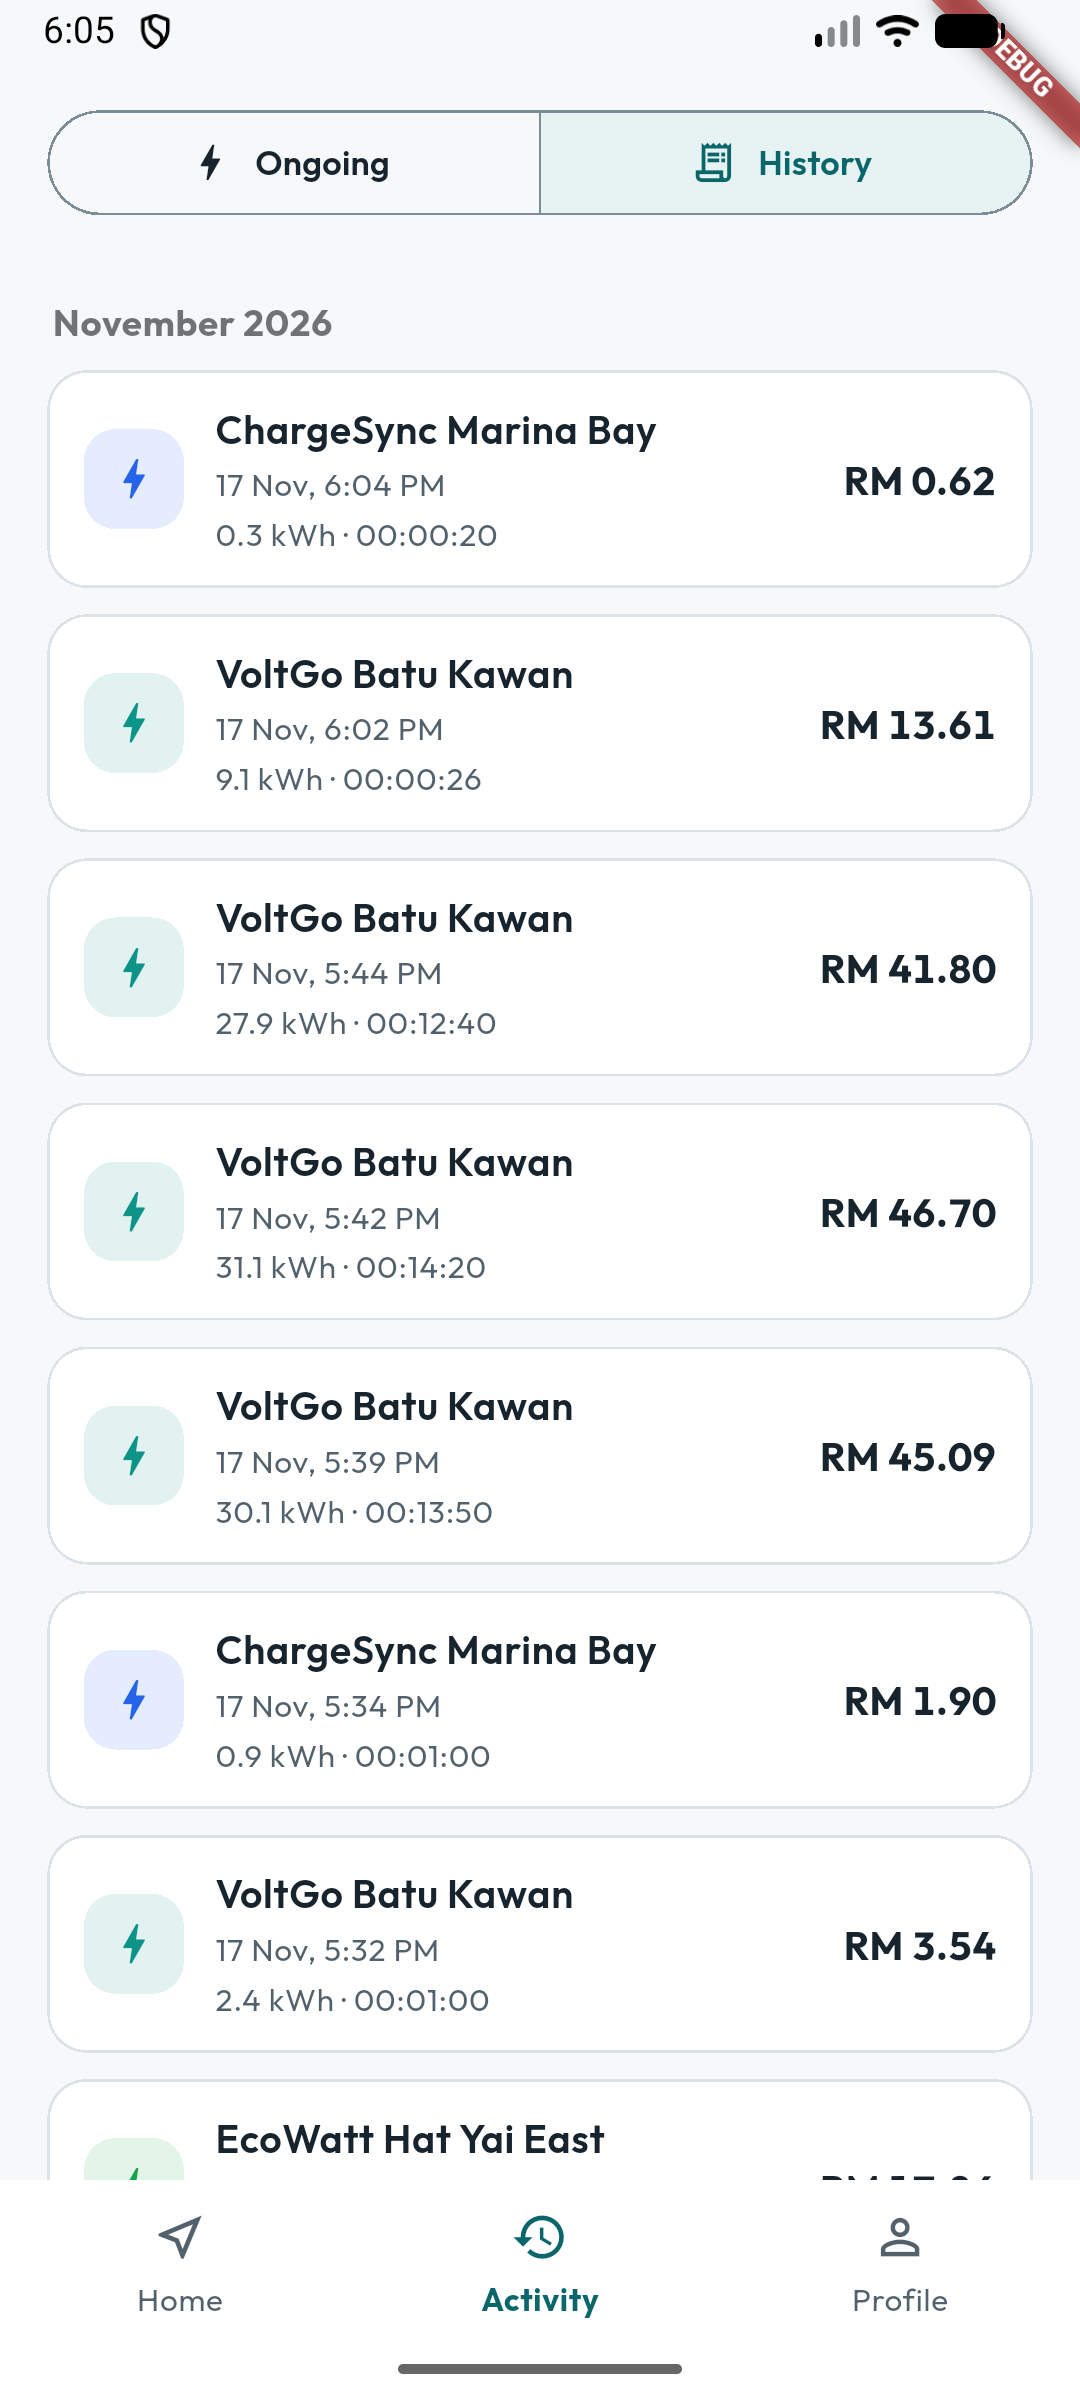 6:05
EBUG
Ongoing
History
November 2026
ChargeSync Marina Bay
17 Nov, 6:04 PM
0.3 kWh · 00:00:20
RM 0.62
VoltGo Batu Kawan
17 Nov, 6:02 PM
9.1 kWh · 00:00:26
RM 13.61
VoltGo Batu Kawan
17 Nov, 5:44 PM
27.9 kWh · 00:12:40
RM 41.80
VoltGo Batu Kawan
17 Nov, 5:42 PM
31.1 kWh · 00:14:20
RM 46.70
VoltGo Batu Kawan
17 Nov, 5:39 PM
30.1 kWh · 00:13:50
RM 45.09
ChargeSync Marina Bay
17 Nov, 5:34 PM
0.9 kWh · 00:01:00
RM 1.90
VoltGo Batu Kawan
17 Nov, 5:32 PM
2.4 kWh · 00:01:00
RM 3.54
EcoWatt Hat Yai East
Home
Activity
Profile